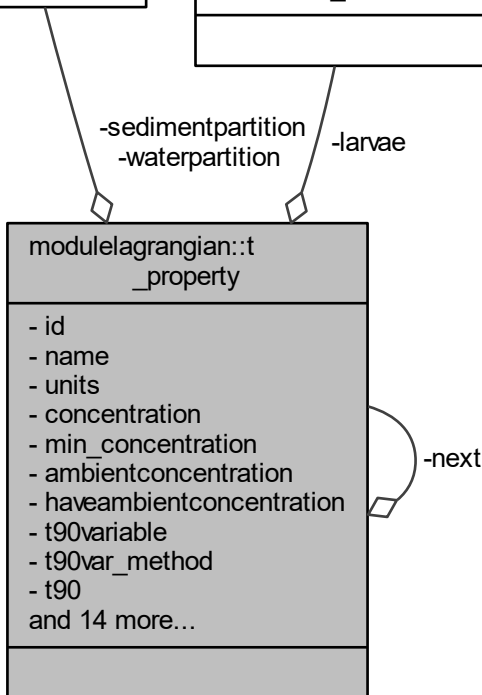 -sedimentpartition
-waterpartition
-larvae
modulelagrangian::t
_property
- id
- name
- units
- concentration
- min_concentration
- ambientconcentration
- haveambientconcentration
- t90variable
- t90var_method
- t90
and 14 more...
-next